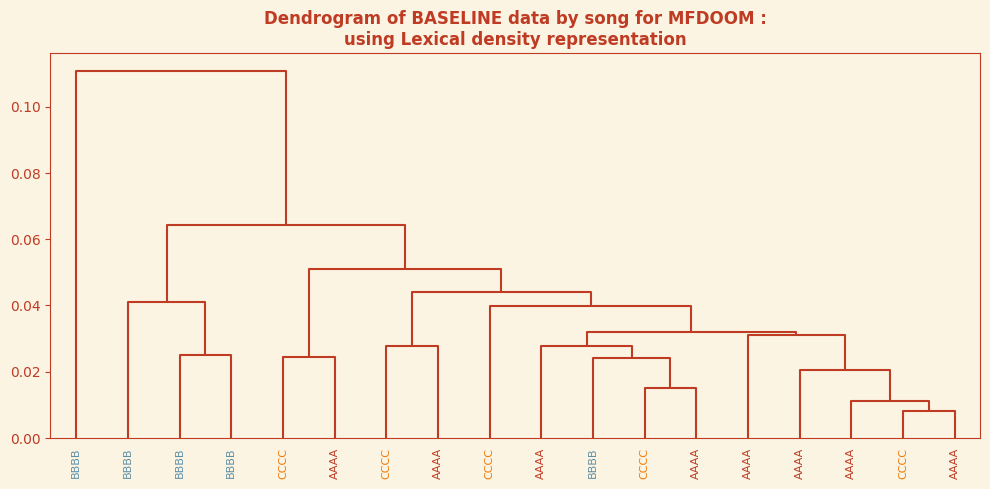 Dendrogram of BASELINE data by song for MFDOOM :
using Lexical density representation
0.10
0.08
0.06
0.04
0.02
0.00
BBBB
BBBB
BBBB
BBBB
CCCC
AAAA
CCCC
AAAA
CCCC
AAAA
BBBB
CCCC
AAAA
AAAA
AAAA
AAAA
CCCC
AAAA